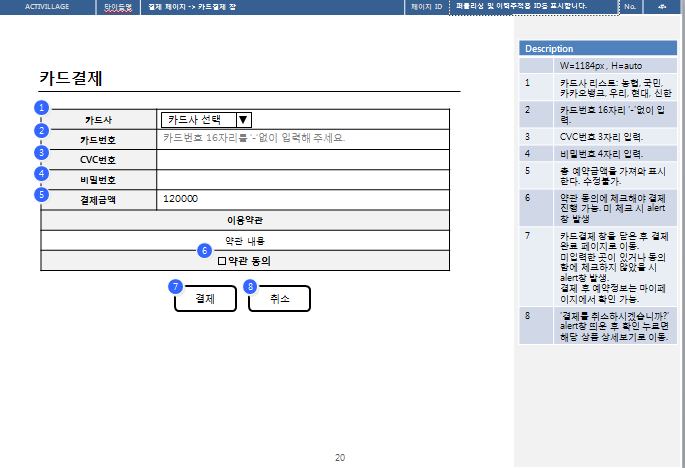 ACTIVILLAGE
타이틀명
결제 페이지 -> 카드결제 창
페이지 ID
퍼블리싱 및 이력추적용 ID를 표시합니다.
No.
카드결제
1
카드사
카드사 선택 ▼
2
카드번호
카드번호 16자리를 '-'없이 입력해 주세요.
3
CVC번호
4
비밀번호
5
결제금액
120000
이용약관
약관 내용
6
약관 동의
7
결제
8
취소
Description
W=1184px , H=auto
1
카드사 리스트: 농협, 국민,
카카오뱅크, 우리, 현대, 신한
2
카드번호 16자리 '-'없이 입
력.
3
CVC번호 3자리 입력.
4
비밀번호 4자리 입력.
5
총 예약금액을 가져와 표시
한다. 수정불가.
6
약관 동의에 체크해야 결제
진행 가능. 미 체크 시 alert
창 발생
7
카드결제 창을 닫은 후 결제
완료 페이지로 이동.
미입력한 곳이 있거나 동의
함에 체크하지 않았을 시
alert창 발생.
결제 후 예약정보는 마이페
이지에서 확인 가능.
8
'결제를 취소하시겠습니까?'
alert창 띄운 후 확인 누르면
해당 상품 상세보기로 이동.
20